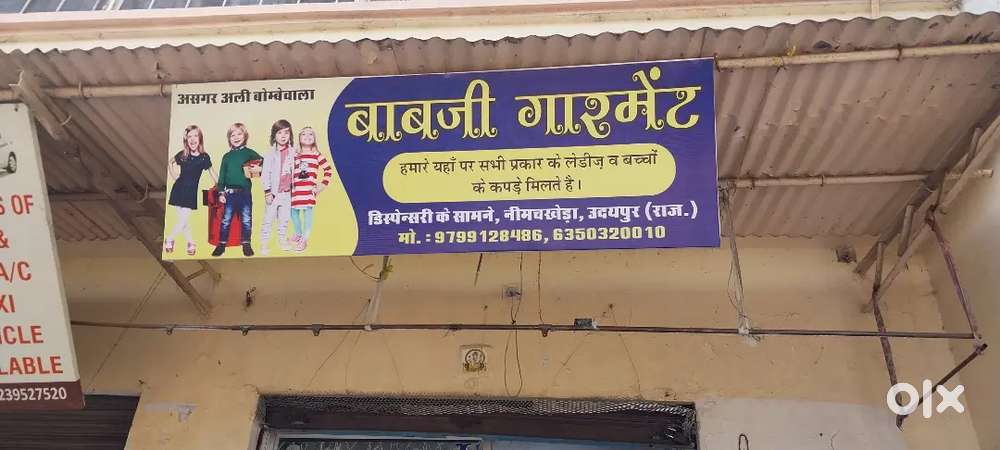 असगर अली बोम्बेवाला
बाबजी गारमेंट
हमारे यहाँ पर सभी प्रकार के लेडीज़ व बच्चों
के कपड़े मिलते है।
डिस्पेन्सरी के सामने, नीमचखेड़ा, उदयपुर (राज.)
मो. : 9799128486, 6350320010
S OF
&
A/C
XI
ICLE
LABLE
239527520
olx